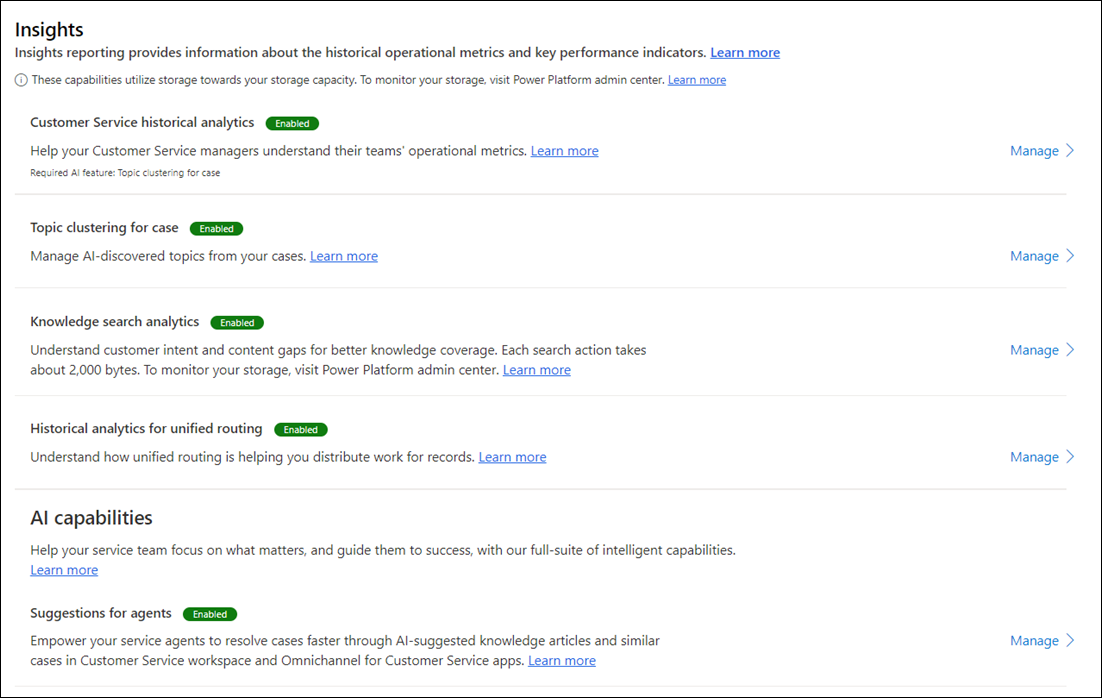 Insights
Insights reporting provides information about the historical operational metrics and key performance indicators. Learn more
These capabilities utilize storage towards your storage capacity. To monitor your storage, visit Power Platform admin center. Learn more
Customer Service historical analytics Enabled
Help your Customer Service managers understand their teams' operational metrics. Learn more Manage
Required AI feature: Topic clustering for case
Topic clustering for case Enabled
Manage AI-discovered topics from your cases. Learn more Manage
Knowledge search analytics Enabled
Understand customer intent and content gaps for better knowledge coverage. Each search action takes Manage
about 2,000 bytes. To monitor your storage, visit Power Platform admin center. Learn more
Historical analytics for unified routing Enabled
Understand how unified routing is helping you distribute work for records. Learn more Manage
AI capabilities
Help your service team focus on what matters, and guide them to success, with our full-suite of intelligent capabilities.
Learn more
Suggestions for agents Enabled
Empower your service agents to resolve cases faster through AI-suggested knowledge articles and similar Manage
cases in Customer Service workspace and Omnichannel for Customer Service apps. Learn more